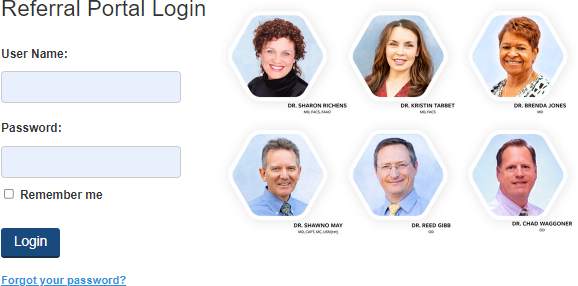 Referral Portal Login
User Name:
Password:
Remember me
Login
Forgot your password?
DR. SHARON RICHENS
MD, FACS, FAAO
DR. KRISTIN TARBET
MD, FACS
DR. BRENDA JONES
MD
DR. SHAWNO MAY
MD, CAPT, MC, USN(ret)
DR. REED GIBB
OD
DR. CHAD WAGGONER
OD